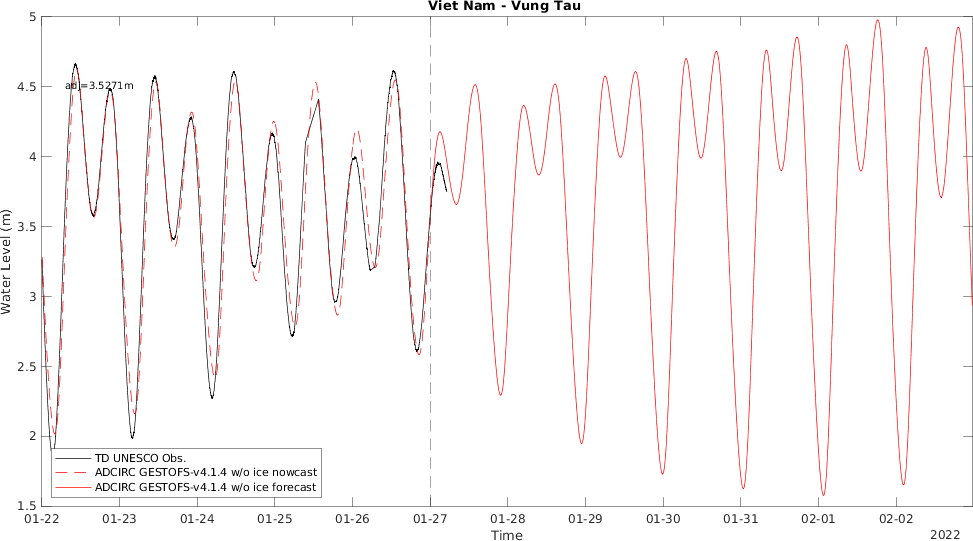 Viet Nam - Vung Tau
5
4.5
4
3.5
3
2.5
2
1.5
Water Level (m)
adj=3.5271m
TD UNESCO Obs.
ADCIRC GESTOFS-v4.1.4 w/o ice nowcast
ADCIRC GESTOFS-v4.1.4 w/o ice forecast
01-22 01-23 01-24 01-25 01-26 01-27 01-28 01-29 01-30 01-31 02-01 02-02
Time
2022